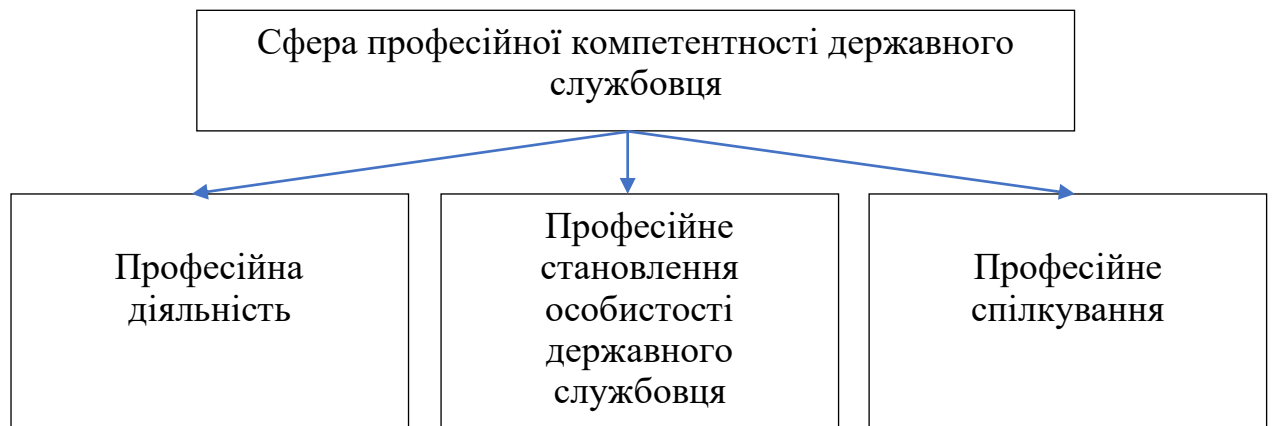 Сфера професійної компетентності державного
службовця
Професійна
діяльність
Професійне
становлення
особистості
державного
службовця
Професійне
спілкування